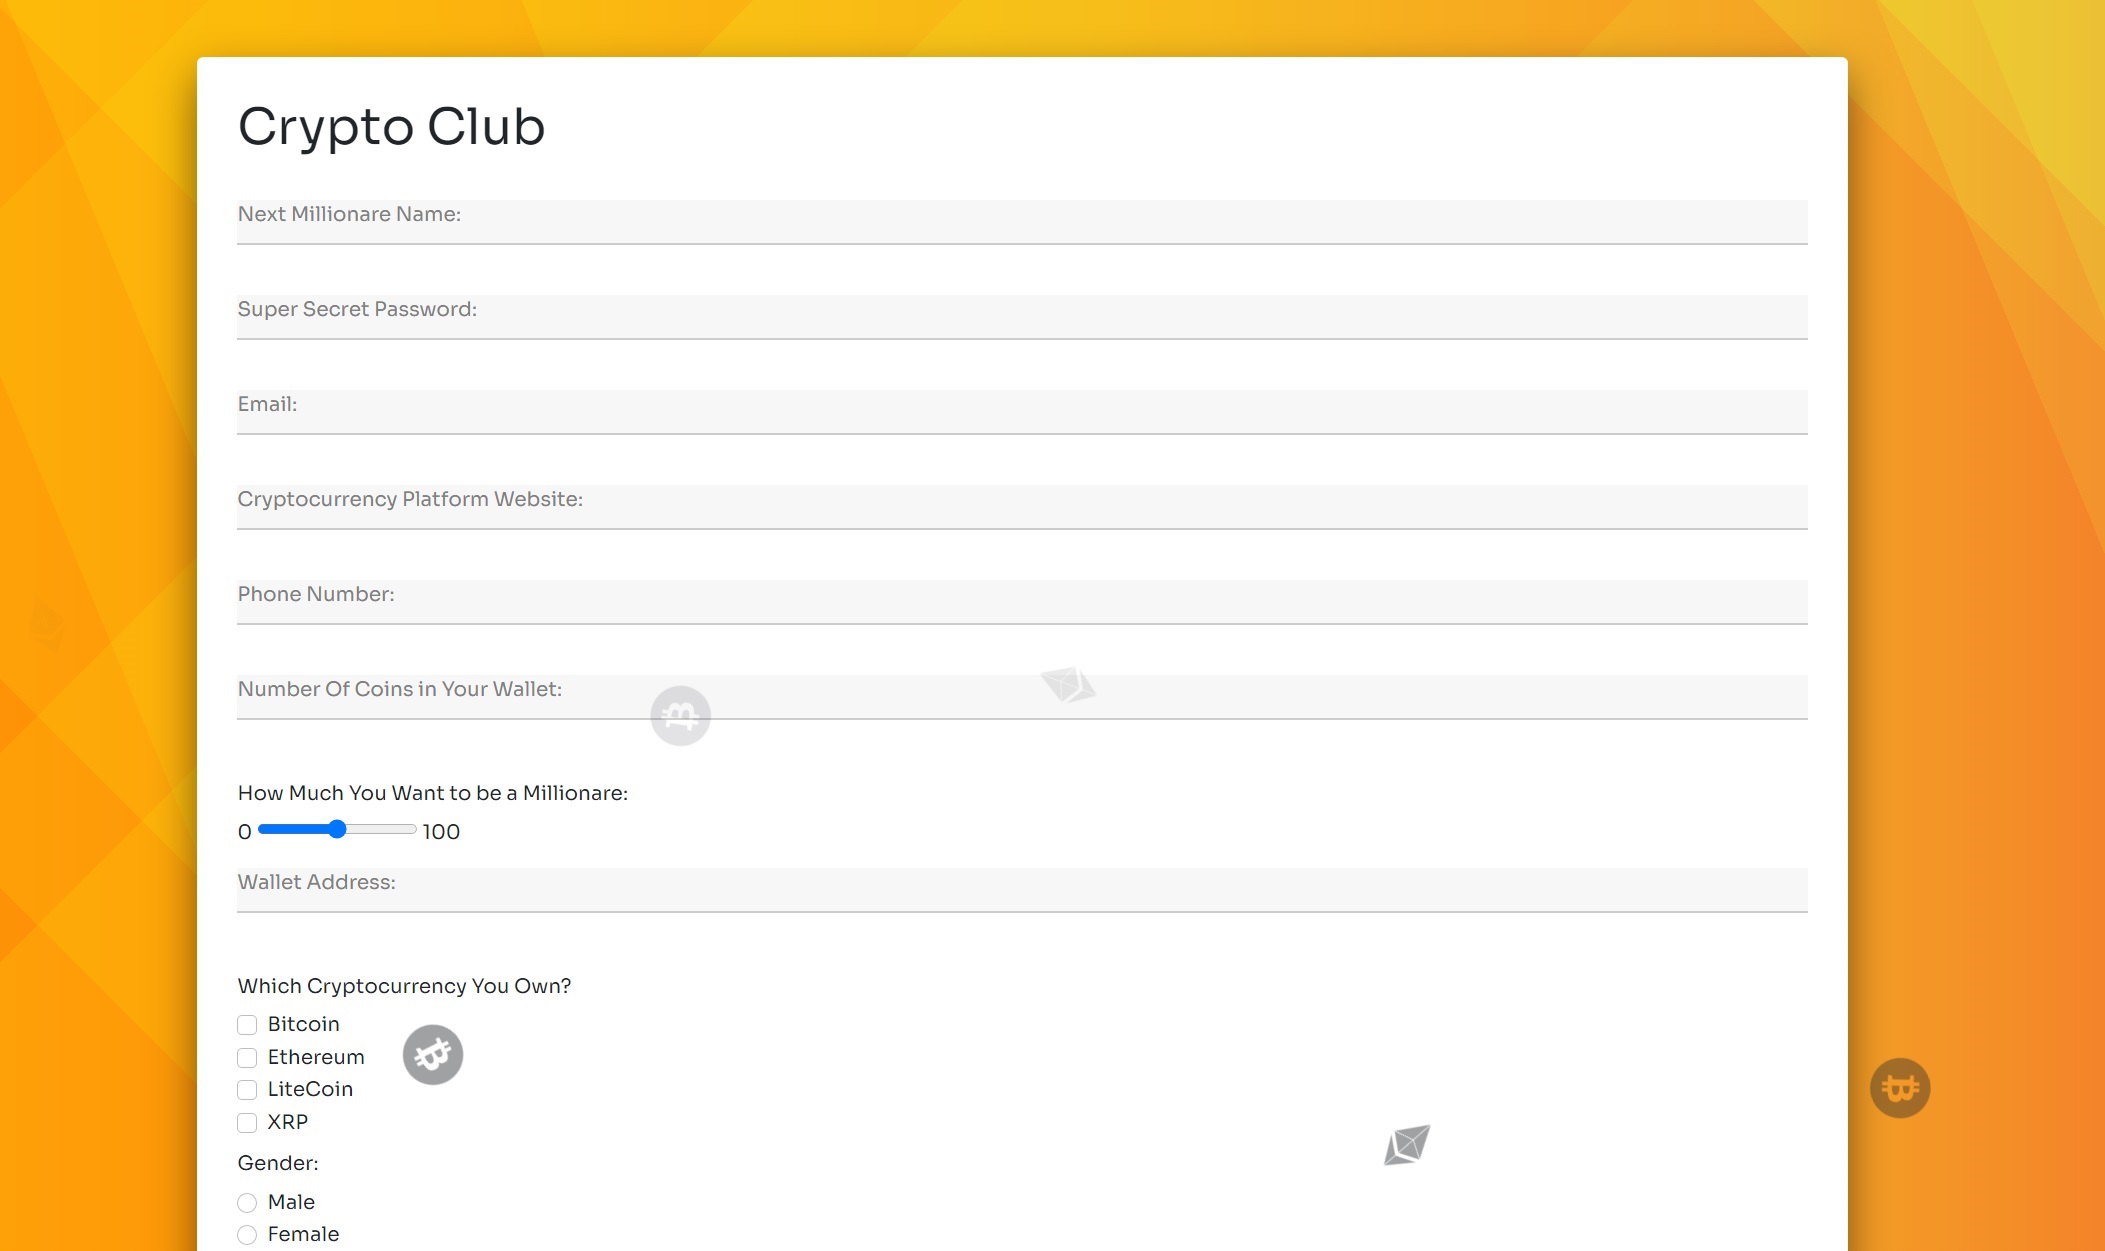 Crypto Club
Next Millionare Name:
Super Secret Password:
Email:
Cryptocurrency Platform Website:
Phone Number:
Number Of Coins in Your Wallet:
How Much You Want to be a Millionare:
0 100
Wallet Address:
Which Cryptocurrency You Own?
Bitcoin
Ethereum
LiteCoin
XRP
Gender:
Male
Female